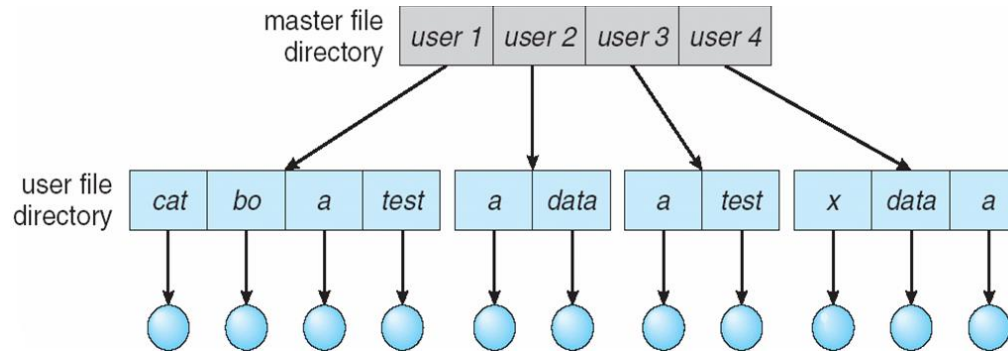 master file
directory
user 1 user 2 user 3 user 4
user file
directory
cat bo a test a data a test x data a